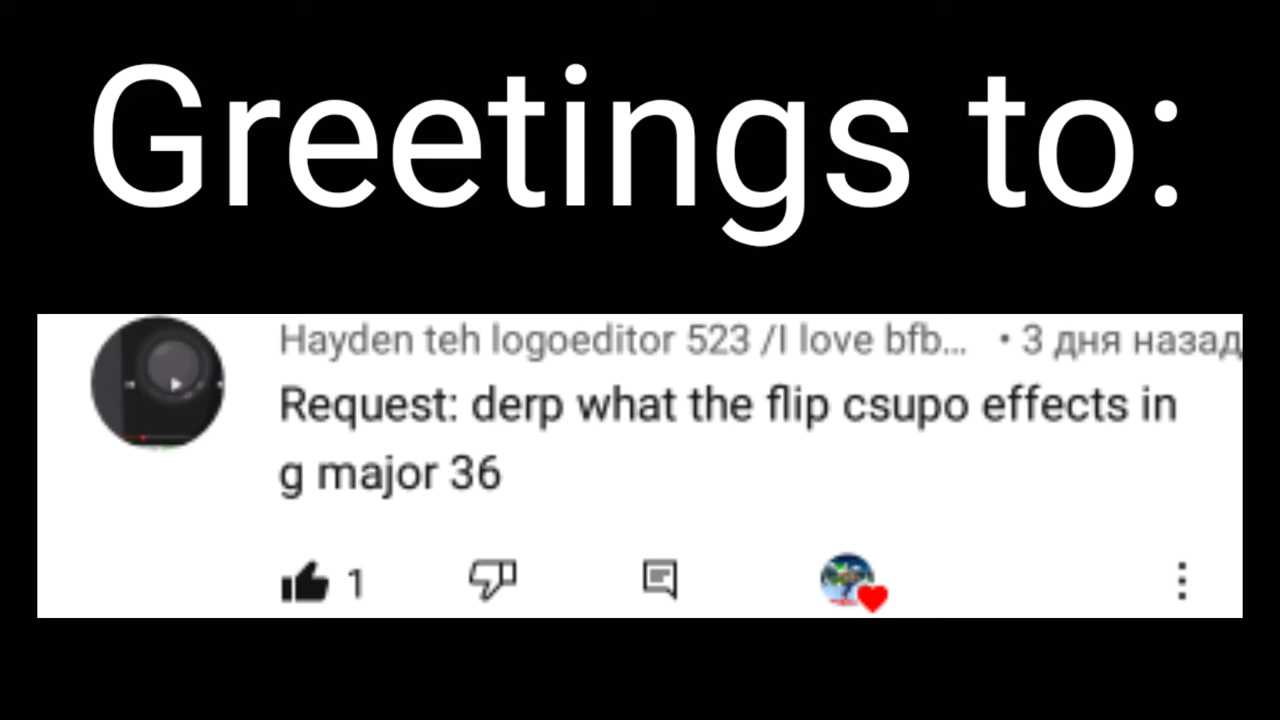 Greetings to:
Hayden teh logoeditor 523 /I love bfb... • 3 дня назад
Request: derp what the flip csupo effects in
g major 36
1